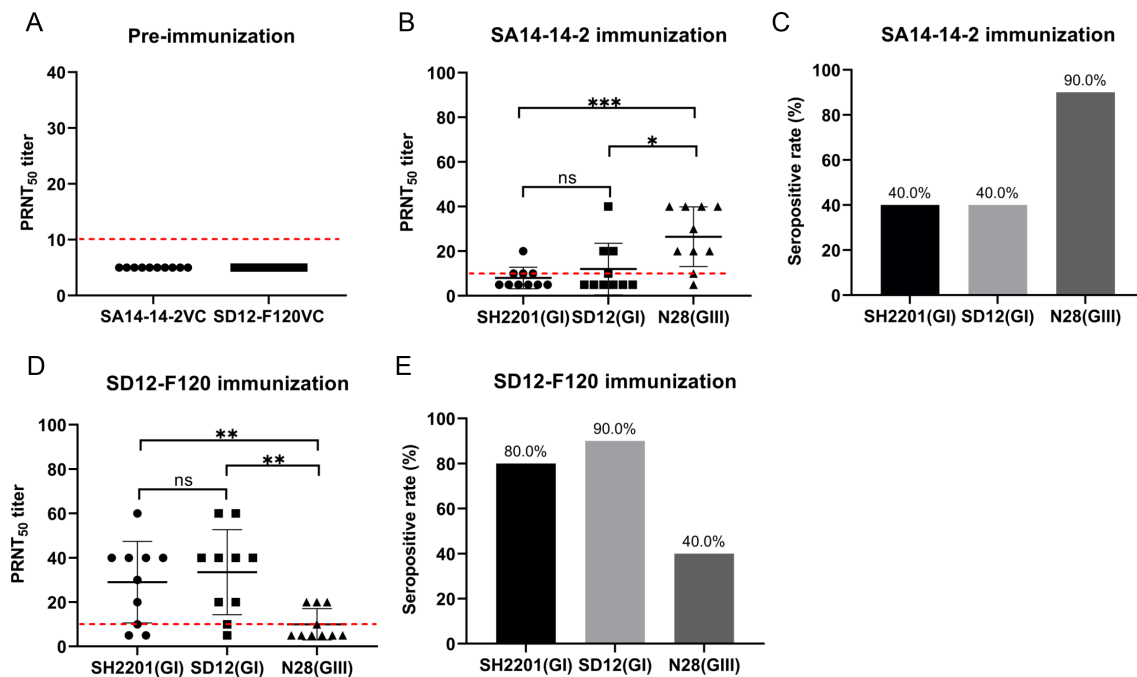 A
Pre-immunization
PRNT50 titer
40
30
20
10
0
SA14-14-2VC SD12-F120VC
B
SA14-14-2 immunization
PRNT50 titer
100
80
60
40
20
0
***
*
ns
SH2201(GI) SD12(GI) N28(GIII)
C
SA14-14-2 immunization
Seropositive rate (%)
100
80
60
40
20
0
40.0% 40.0% 90.0%
SH2201(GI) SD12(GI) N28(GIII)
D
SD12-F120 immunization
PRNT50 titer
100
80
60
40
20
0
**
**
ns
SH2201(GI) SD12(GI) N28(GIII)
E
SD12-F120 immunization
Seropositive rate (%)
100
80
60
40
20
0
80.0% 90.0% 40.0%
SH2201(GI) SD12(GI) N28(GIII)